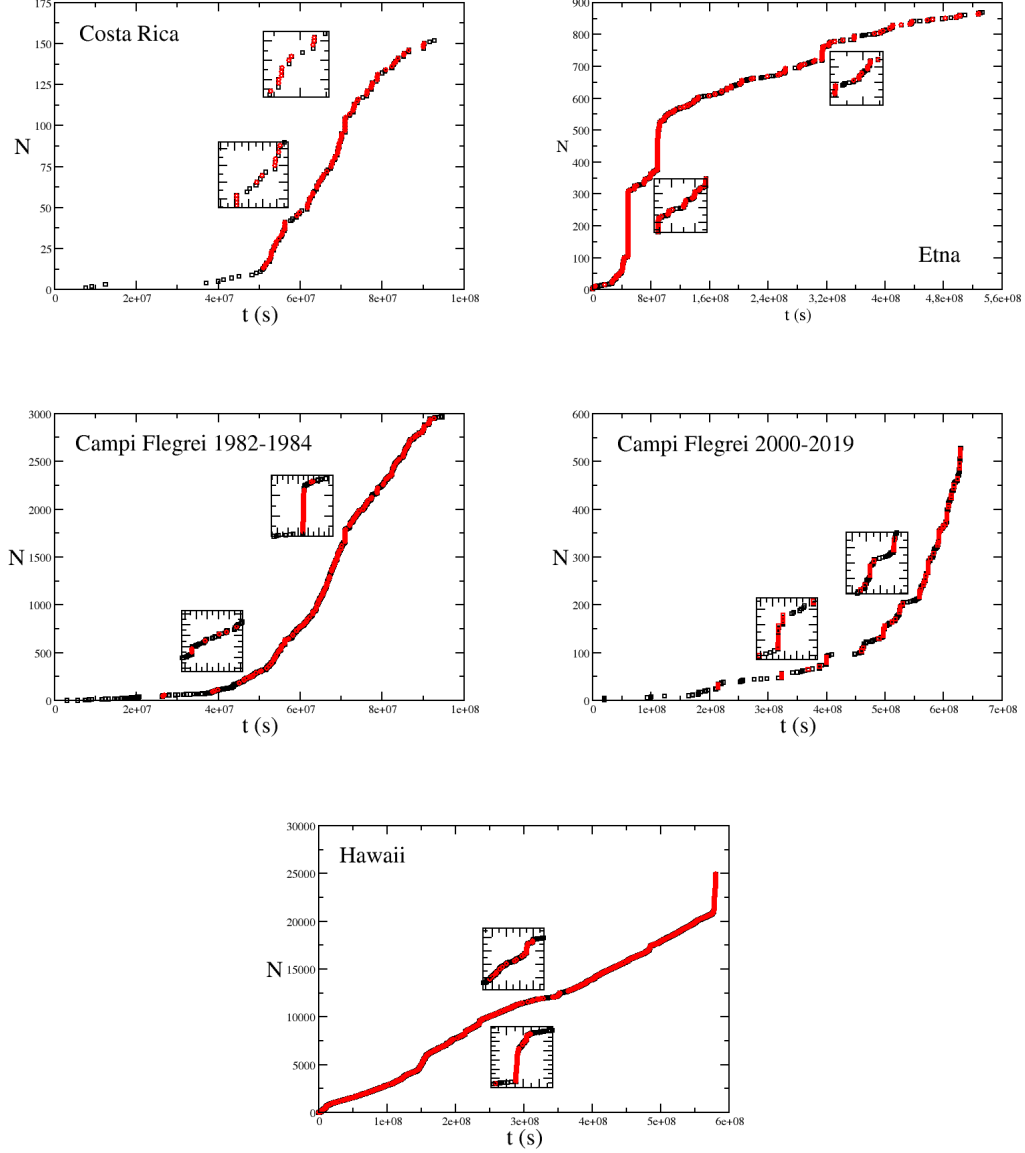 175
150
125
100
75
50
25
0
N
Costa Rica
0
2e+07
4e+07
6e+07
8e+07
1e+08
t (s)
900
800
700
600
500
400
300
200
100
0
N
Etna
0
8e+07
1,6e+08
2,4e+08
3,2e+08
4e+08
4,8e+08
5,6e+08
t (s)
3000
2500
2000
1500
1000
500
0
N
Campi Flegrei 1982-1984
0
2e+07
4e+07
6e+07
8e+07
1e+08
t (s)
600
500
400
300
200
100
0
N
Campi Flegrei 2000-2019
0
1e+08
2e+08
3e+08
4e+08
5e+08
6e+08
7e+08
t (s)
30000
25000
20000
15000
10000
5000
0
N
Hawaii
0
1e+08
2e+08
3e+08
4e+08
5e+08
6e+08
t (s)